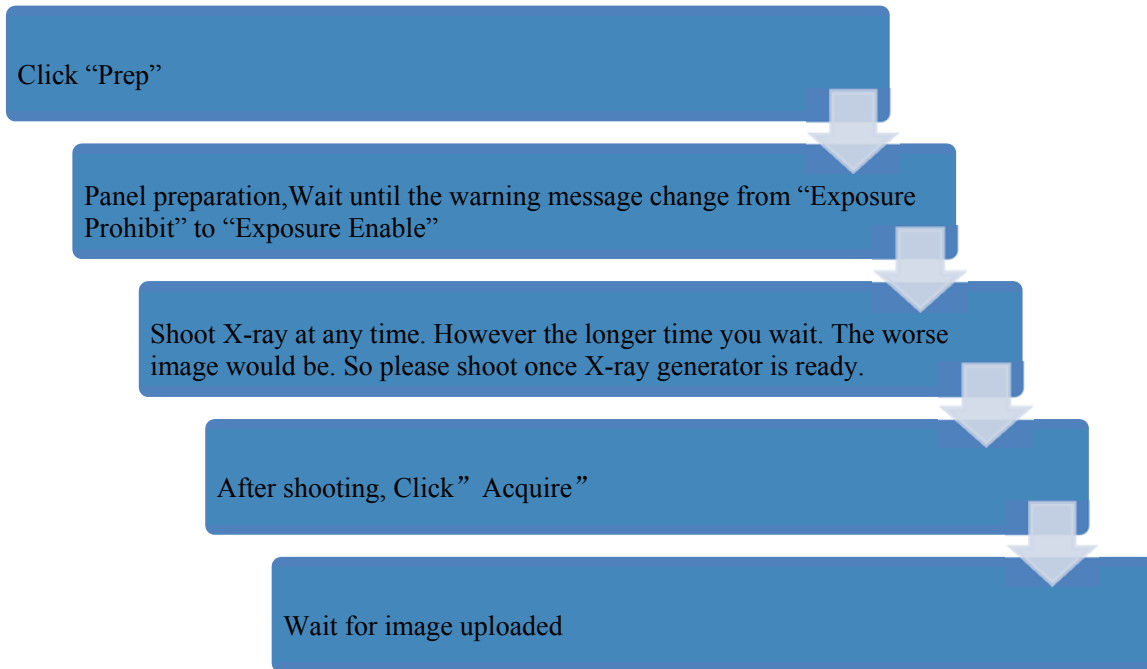 Click “Prep”
Panel preparation,Wait until the warning message change from “Exposure
Prohibit” to “Exposure Enable”
Shoot X-ray at any time. However the longer time you wait. The worse
image would be. So please shoot once X-ray generator is ready.
After shooting, Click” Acquire”
Wait for image uploaded